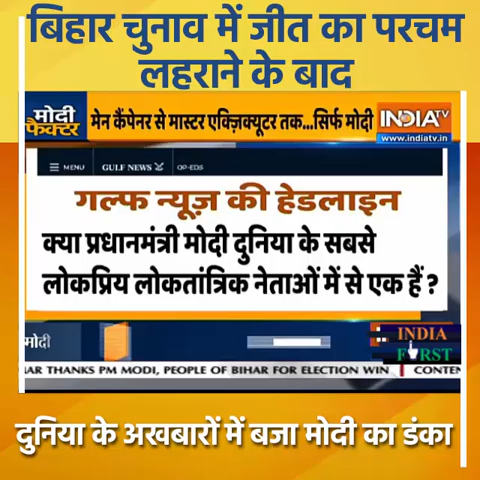 बिहार चुनाव में जीत का परचम
लहराने के बाद
मोदी
फैक्टर
मेन कैंपेनर से मास्टर एक्ज़िक्यूटर तक...सिर्फ मोदी
INDIA TV
www.indiatv.in
MENU GULF NEWS OP-EDS
गल्फ न्यूज़ की हेडलाइन
क्या प्रधानमंत्री मोदी दुनिया के सबसे
लोकप्रिय लोकतांत्रिक नेताओं में से एक हैं ?
मोदी
INDIA
FIRST
AR THANKS PM MODI, PEOPLE OF BIHAR FOR ELECTION WIN CONTEN
दुनिया के अखबारों में बजा मोदी का डंका